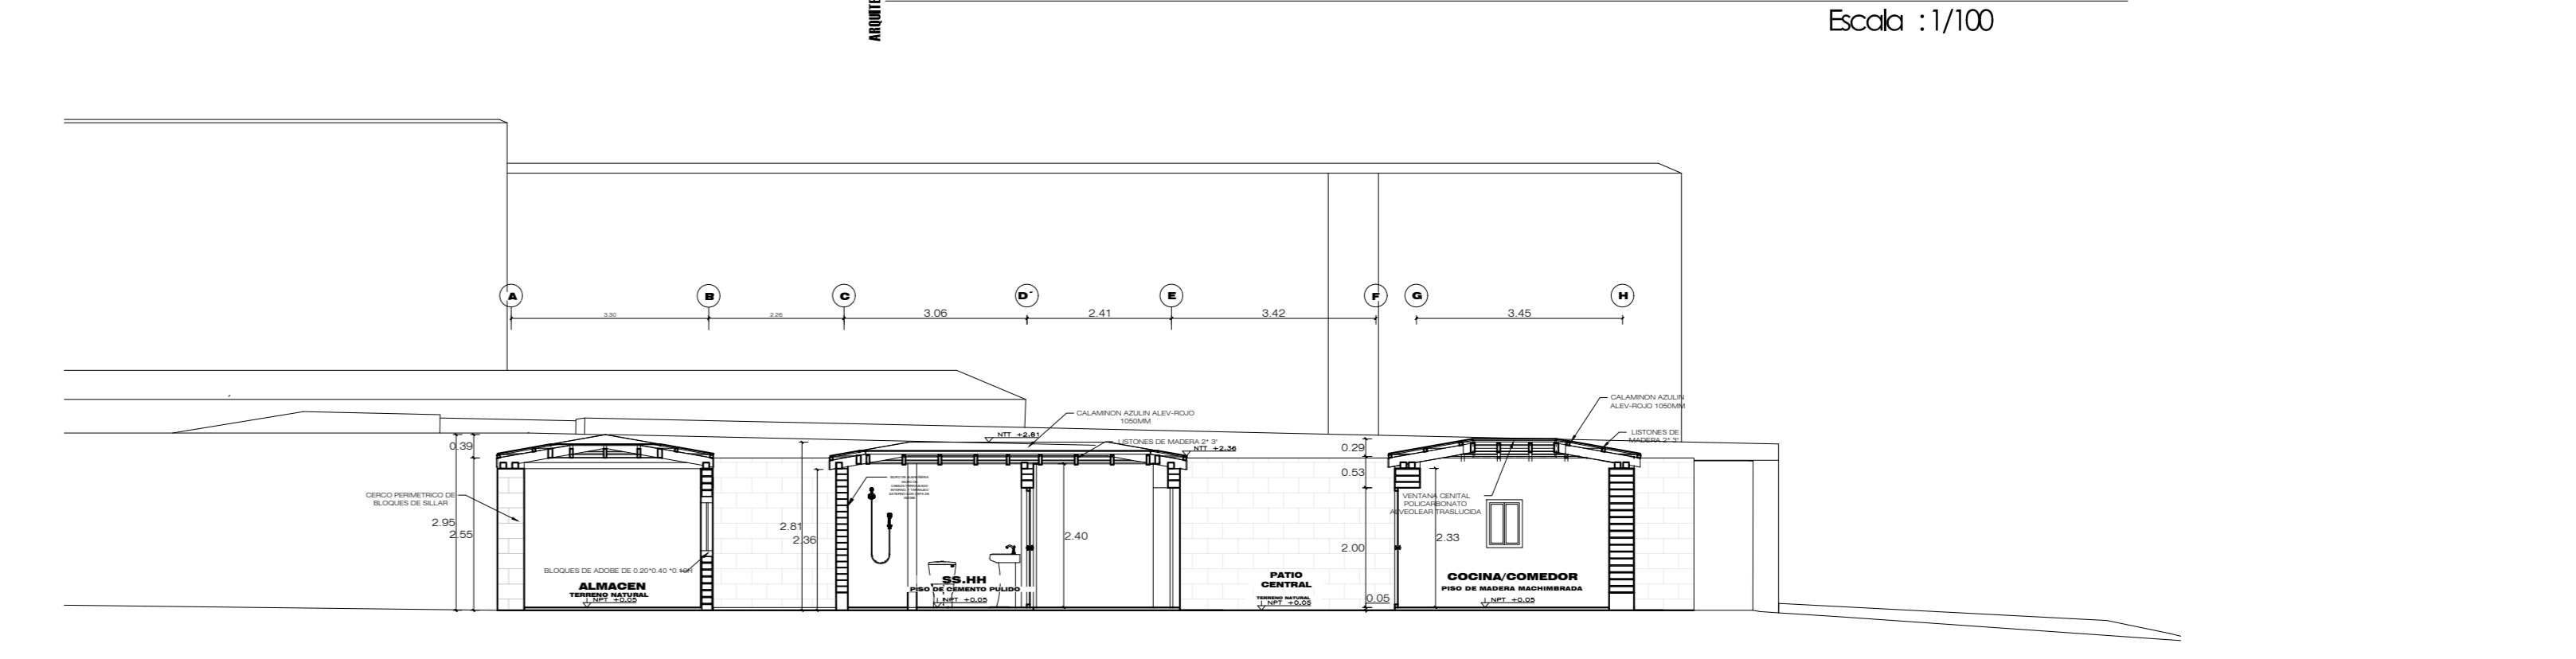 ARQUITE
Escala : 1/100
A
B
C
D´
E
F
G
H
3.30
2.26
3.06
2.41
3.42
3.45
CALAMINON AZULIN ALEV-ROJO
1050MM
CALAMINON AZULIN
ALEV-ROJO 1050MM
NTT +2.81
LISTONES DE MADERA 2" 3"
NTT +2.36
LISTONES DE
MADERA 2" 3"
0.39
0.29
0.53
CERCO PERIMETRICO DE
BLOQUES DE SILLAR
2.95
2.55
2.81
2.36
2.40
VENTANA CENITAL
POLICARBONATO
ALVEOLEAR TRASLUCIDA
2.33
2.00
0.05
BLOQUES DE ADOBE DE 0.20*0.40 *0.10H
ALMACEN
TERRENO NATURAL
NPT +0.05
SS.HH
PISO DE CEMENTO PULIDO
NPT +0.05
PATIO
CENTRAL
TERRENO NATURAL
NPT +0.05
COCINA/COMEDOR
PISO DE MADERA MACHIMBRADA
NPT +0.05